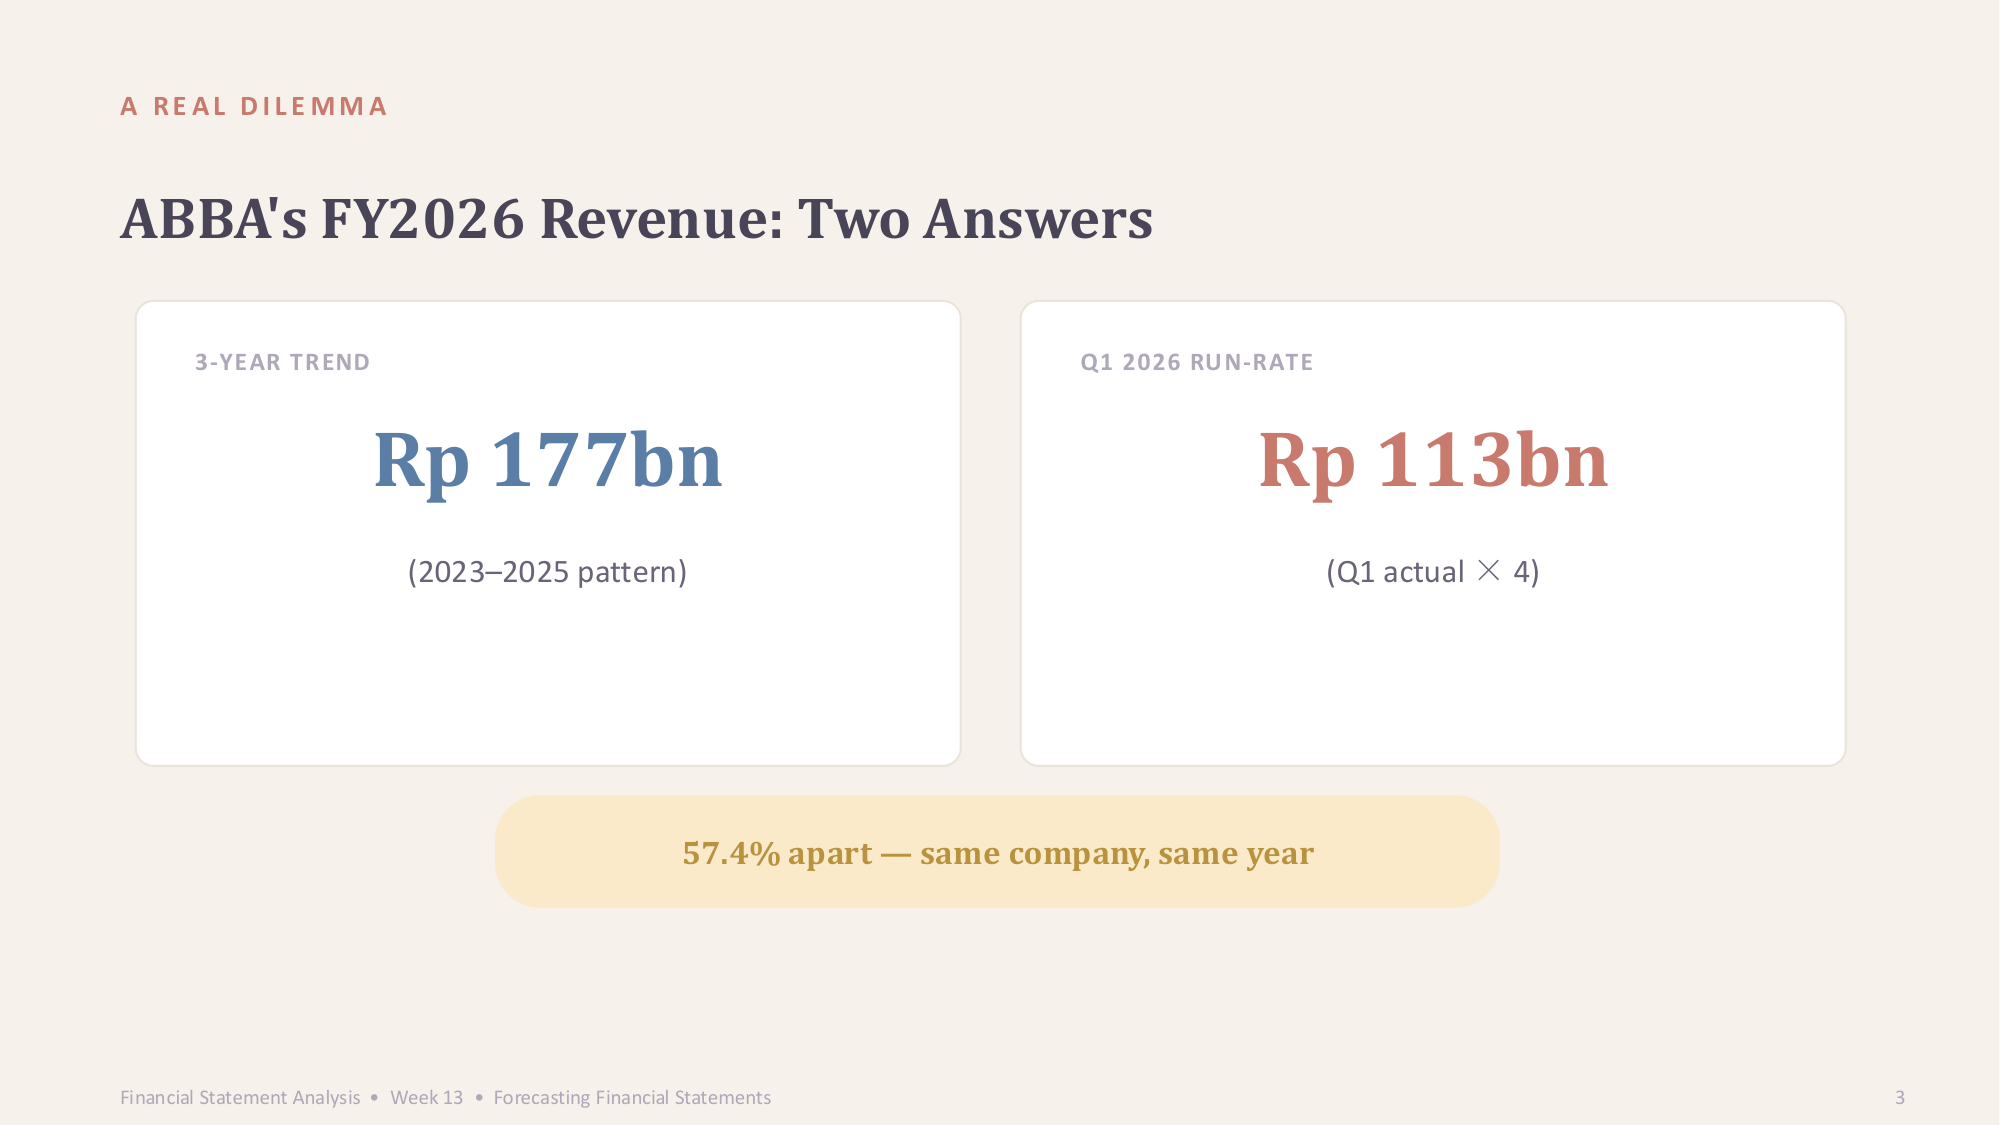 A REAL DILEMMA
ABBA's FY2026 Revenue: Two Answers
3-YEAR TREND
Rp 177bn
(2023–2025 pattern)
Q1 2026 RUN-RATE
Rp 113bn
(Q1 actual × 4)
57.4% apart — same company, same year
Financial Statement Analysis • Week 13 • Forecasting Financial Statements
3